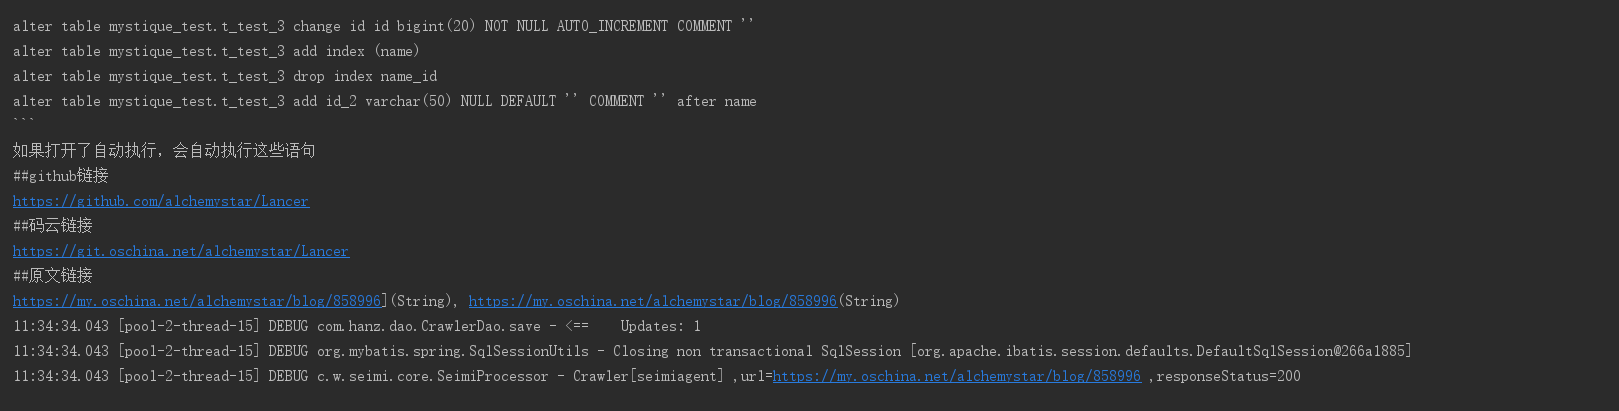 alter table mystique_test.t_test_3 change id id bigint(20) NOT NULL AUTO_INCREMENT COMMENT ''
alter table mystique_test.t_test_3 add index (name)
alter table mystique_test.t_test_3 drop index name_id
alter table mystique_test.t_test_3 add id_2 varchar(50) NULL DEFAULT '' COMMENT '' after name
```
如果打开了自动执行，会自动执行这些语句
##github链接
https://github.com/alchemystar/Lancer
##码云链接
https://git.oschina.net/alchemystar/Lancer
##原文链接
https://my.oschina.net/alchemystar/blog/858996](String), https://my.oschina.net/alchemystar/blog/858996(String)
11:34:34.043 [pool-2-thread-15] DEBUG com.hanz.dao.CrawlerDao.save - <==    Updates: 1
11:34:34.043 [pool-2-thread-15] DEBUG org.mybatis.spring.SqlSessionUtils - Closing non transactional SqlSession [org.apache.ibatis.session.defaults.DefaultSqlSession@266a1885]
11:34:34.043 [pool-2-thread-15] DEBUG c.w.seimi.core.SeimiProcessor - Crawler[seimiagent] ,url=https://my.oschina.net/alchemystar/blog/858996 ,responseStatus=200